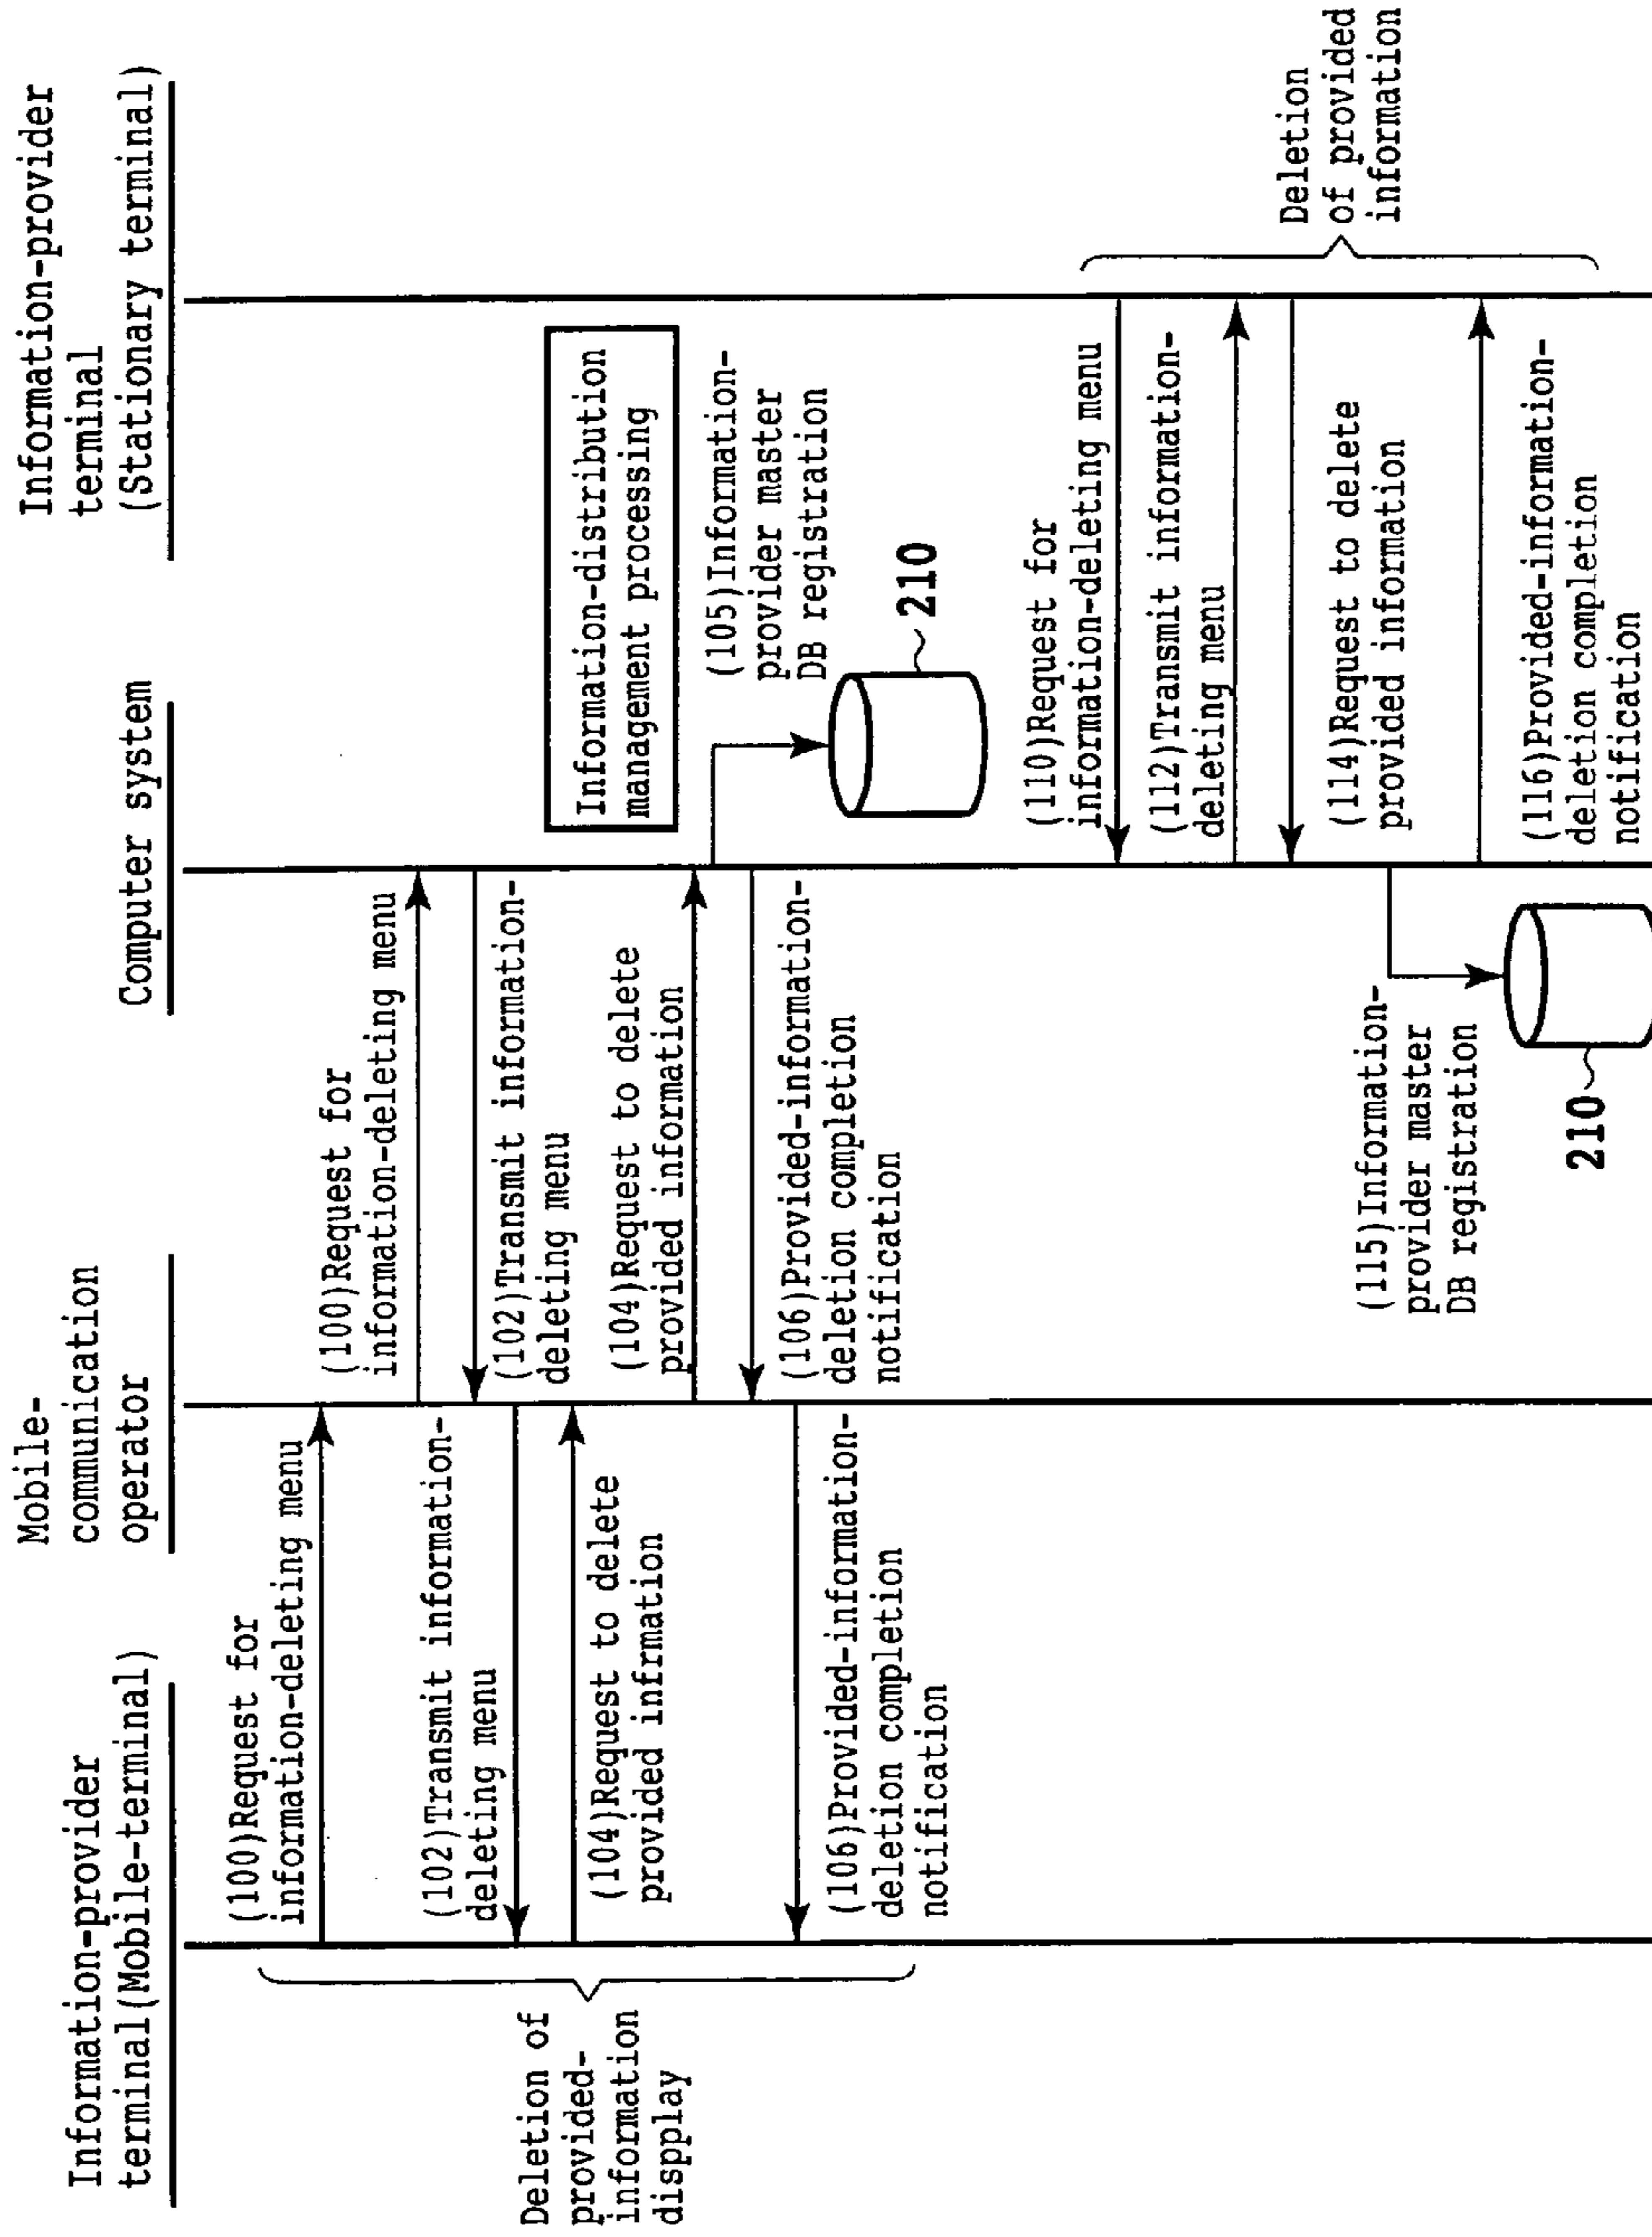 Information-provider
terminal(Mobile-terminal)
Mobile-
communication
operator
Computer system
Information-provider
terminal
(Stationary terminal)
(100)Request for
information-deleting menu
(100)Request for
information-deleting menu
(102)Transmit information-
deleting menu
(102)Transmit information-
deleting menu
Deletion of
provided-
information
dispplay
(104)Request to delete
provided infrmation
(104)Request to delete
provided information
Information-distribution
management processing
(105)Information-
provider master
DB registration
210
(106)Provided-information-
deletion completion
notification
(106)Provided-information-
deletion completion
notification
(110)Request for
information-deleting menu
(112)Transmit information-
deleting menu
Deletion
of provided
information
(114)Request to delete
provided information
(115)Information-
provider master
DB registration
210
(116)Provided-information-
deletion completion
notification